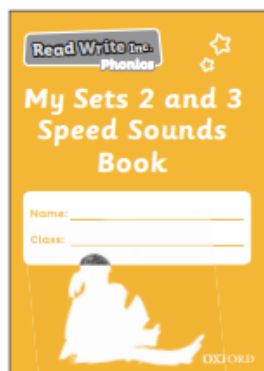 Read Write Inc.
Phonics
My Sets 2 and 3
Speed Sounds
Book
Name:
Class:
OXFORD